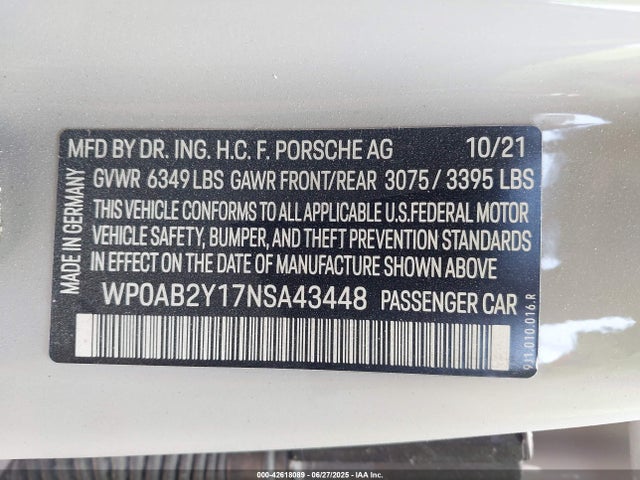 MFD BY DR. ING. H.C. F. PORSCHE AG 10/21
GVWR 6349 LBS GAWR FRONT/REAR 3075 / 3395 LBS
THIS VEHICLE CONFORMS TO ALL APPLICABLE U.S. FEDERAL MOTOR
VEHICLE SAFETY, BUMPER, AND THEFT PREVENTION STANDARDS
IN EFFECT ON THE DATE OF MANUFACTURE SHOWN ABOVE
WP0AB2Y17NSA43448 PASSENGER CAR
MADE IN GERMANY
9J1.010.016.R
000-42618089 - 06/27/2025 - IAA Inc.